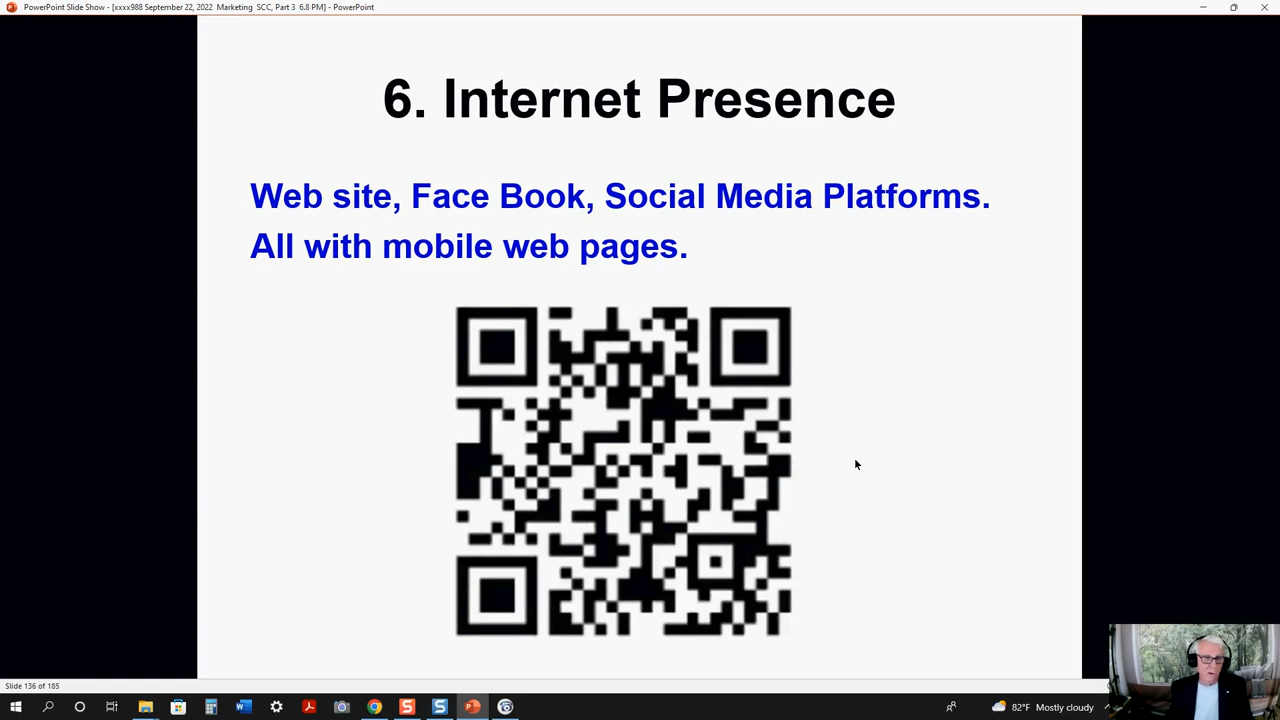 PowerPoint Slide Show - [xxxx988 September 22, 2022 Marketing SCC, Part 3 6.8 PM] - PowerPoint
6. Internet Presence
Web site, Face Book, Social Media Platforms.
All with mobile web pages.
Slide 136 of 185
82°F Mostly cloudy